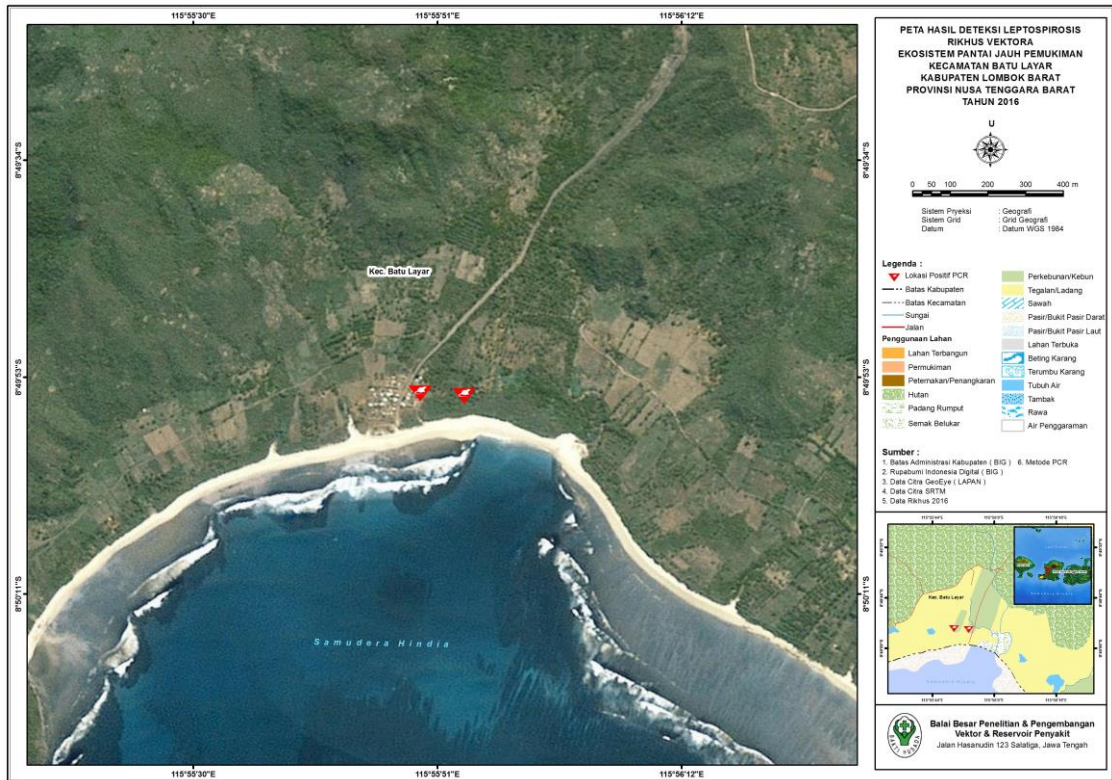 115°55'30"E
115°55'51"E
115°56'12"E
8°49'34"S
8°49'34"S
8°49'53"S
8°49'53"S
8°50'11"S
8°50'11"S
115°55'30"E
115°55'51"E
115°56'12"E
Kec. Batu Layar
Samudera Hindia
PETA HASIL DETEKSI LEPTOSPIROSIS
RIKHUS VEKTORA
EKOSISTEM PANTAI JAUH PEMUKIMAN
KECAMATAN BATU LAYAR
KABUPATEN LOMBOK BARAT
PROVINSI NUSA TENGGARA BARAT
TAHUN 2016
U
0 50 100 200 300 400 m
Sistem Pryeksi : Geografi
Sistem Grid : Grid Geografi
Datum : Datum WGS 1984
Legenda :
Lokasi Positif PCR
Batas Kabupaten
Batas Kecamatan
Sungai
Jalan
Penggunaan Lahan
Lahan Terbangun
Permukiman
Peternakan/Penangkaran
Hutan
Padang Rumput
Semak Belukar
Perkebunan/Kebun
Tegalan/Ladang
Sawah
Pasir/Bukit Pasir Darat
Pasir/Bukit Pasir Laut
Lahan Terbuka
Beting Karang
Terumbu Karang
Tubuh Air
Tambak
Rawa
Air Penggaraman
Sumber :
1. Batas Administrasi Kabupaten ( BIG ) 6. Metode PCR
2. Rupabumi Indonesia Digital ( BIG )
3. Data Citra GeoEye ( LAPAN )
4. Data Citra SRTM
5. Data Rikhus 2016
Kec. Batu Layar
BAKTI HUSADA
Balai Besar Penelitian & Pengembangan
Vektor & Reservoir Penyakit
Jalan Hasanudin 123 Salatiga, Jawa Tengah